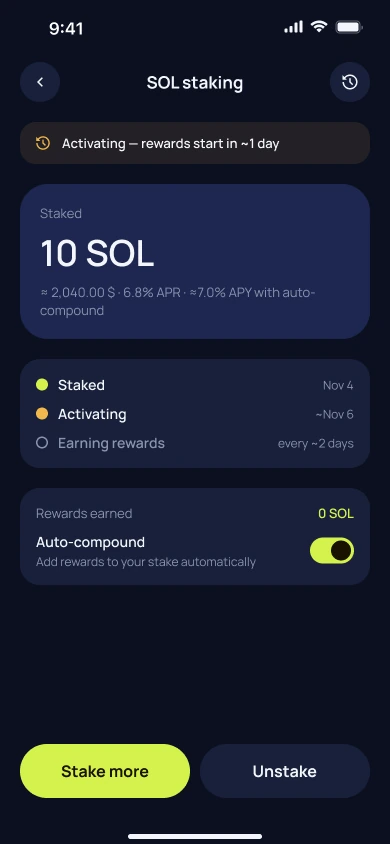 9:41
SOL staking
Activating — rewards start in ~1 day
Staked
10 SOL
≈ 2,040.00 $ · 6.8% APR · ≈7.0% APY with auto-
compound
Staked Nov 4
Activating ~Nov 6
Earning rewards every ~2 days
Rewards earned 0 SOL
Auto-compound
Add rewards to your stake automatically
Stake more Unstake